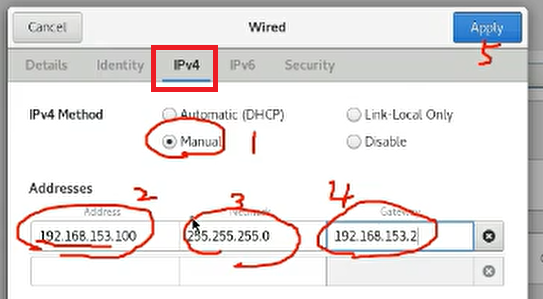 Cancel Wired Apply
5
Details Identity IPv4 IPv6 Security
IPv4 Method Automatic (DHCP) Link-Local Only
Manual 1 Disable
Addresses 2 3 4
Address Netmask Gateway
192.168.153.100 255.255.255.0 192.168.153.2